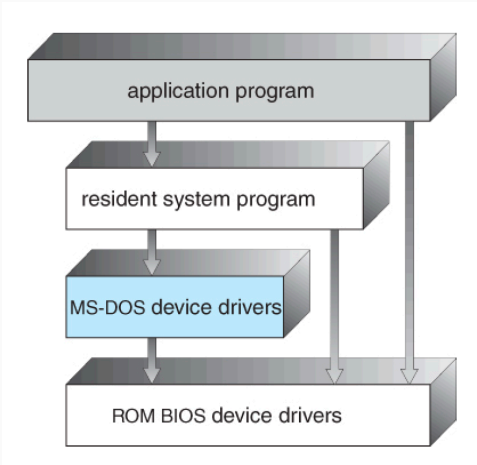 application program
resident system program
MS-DOS device drivers
ROM BIOS device drivers